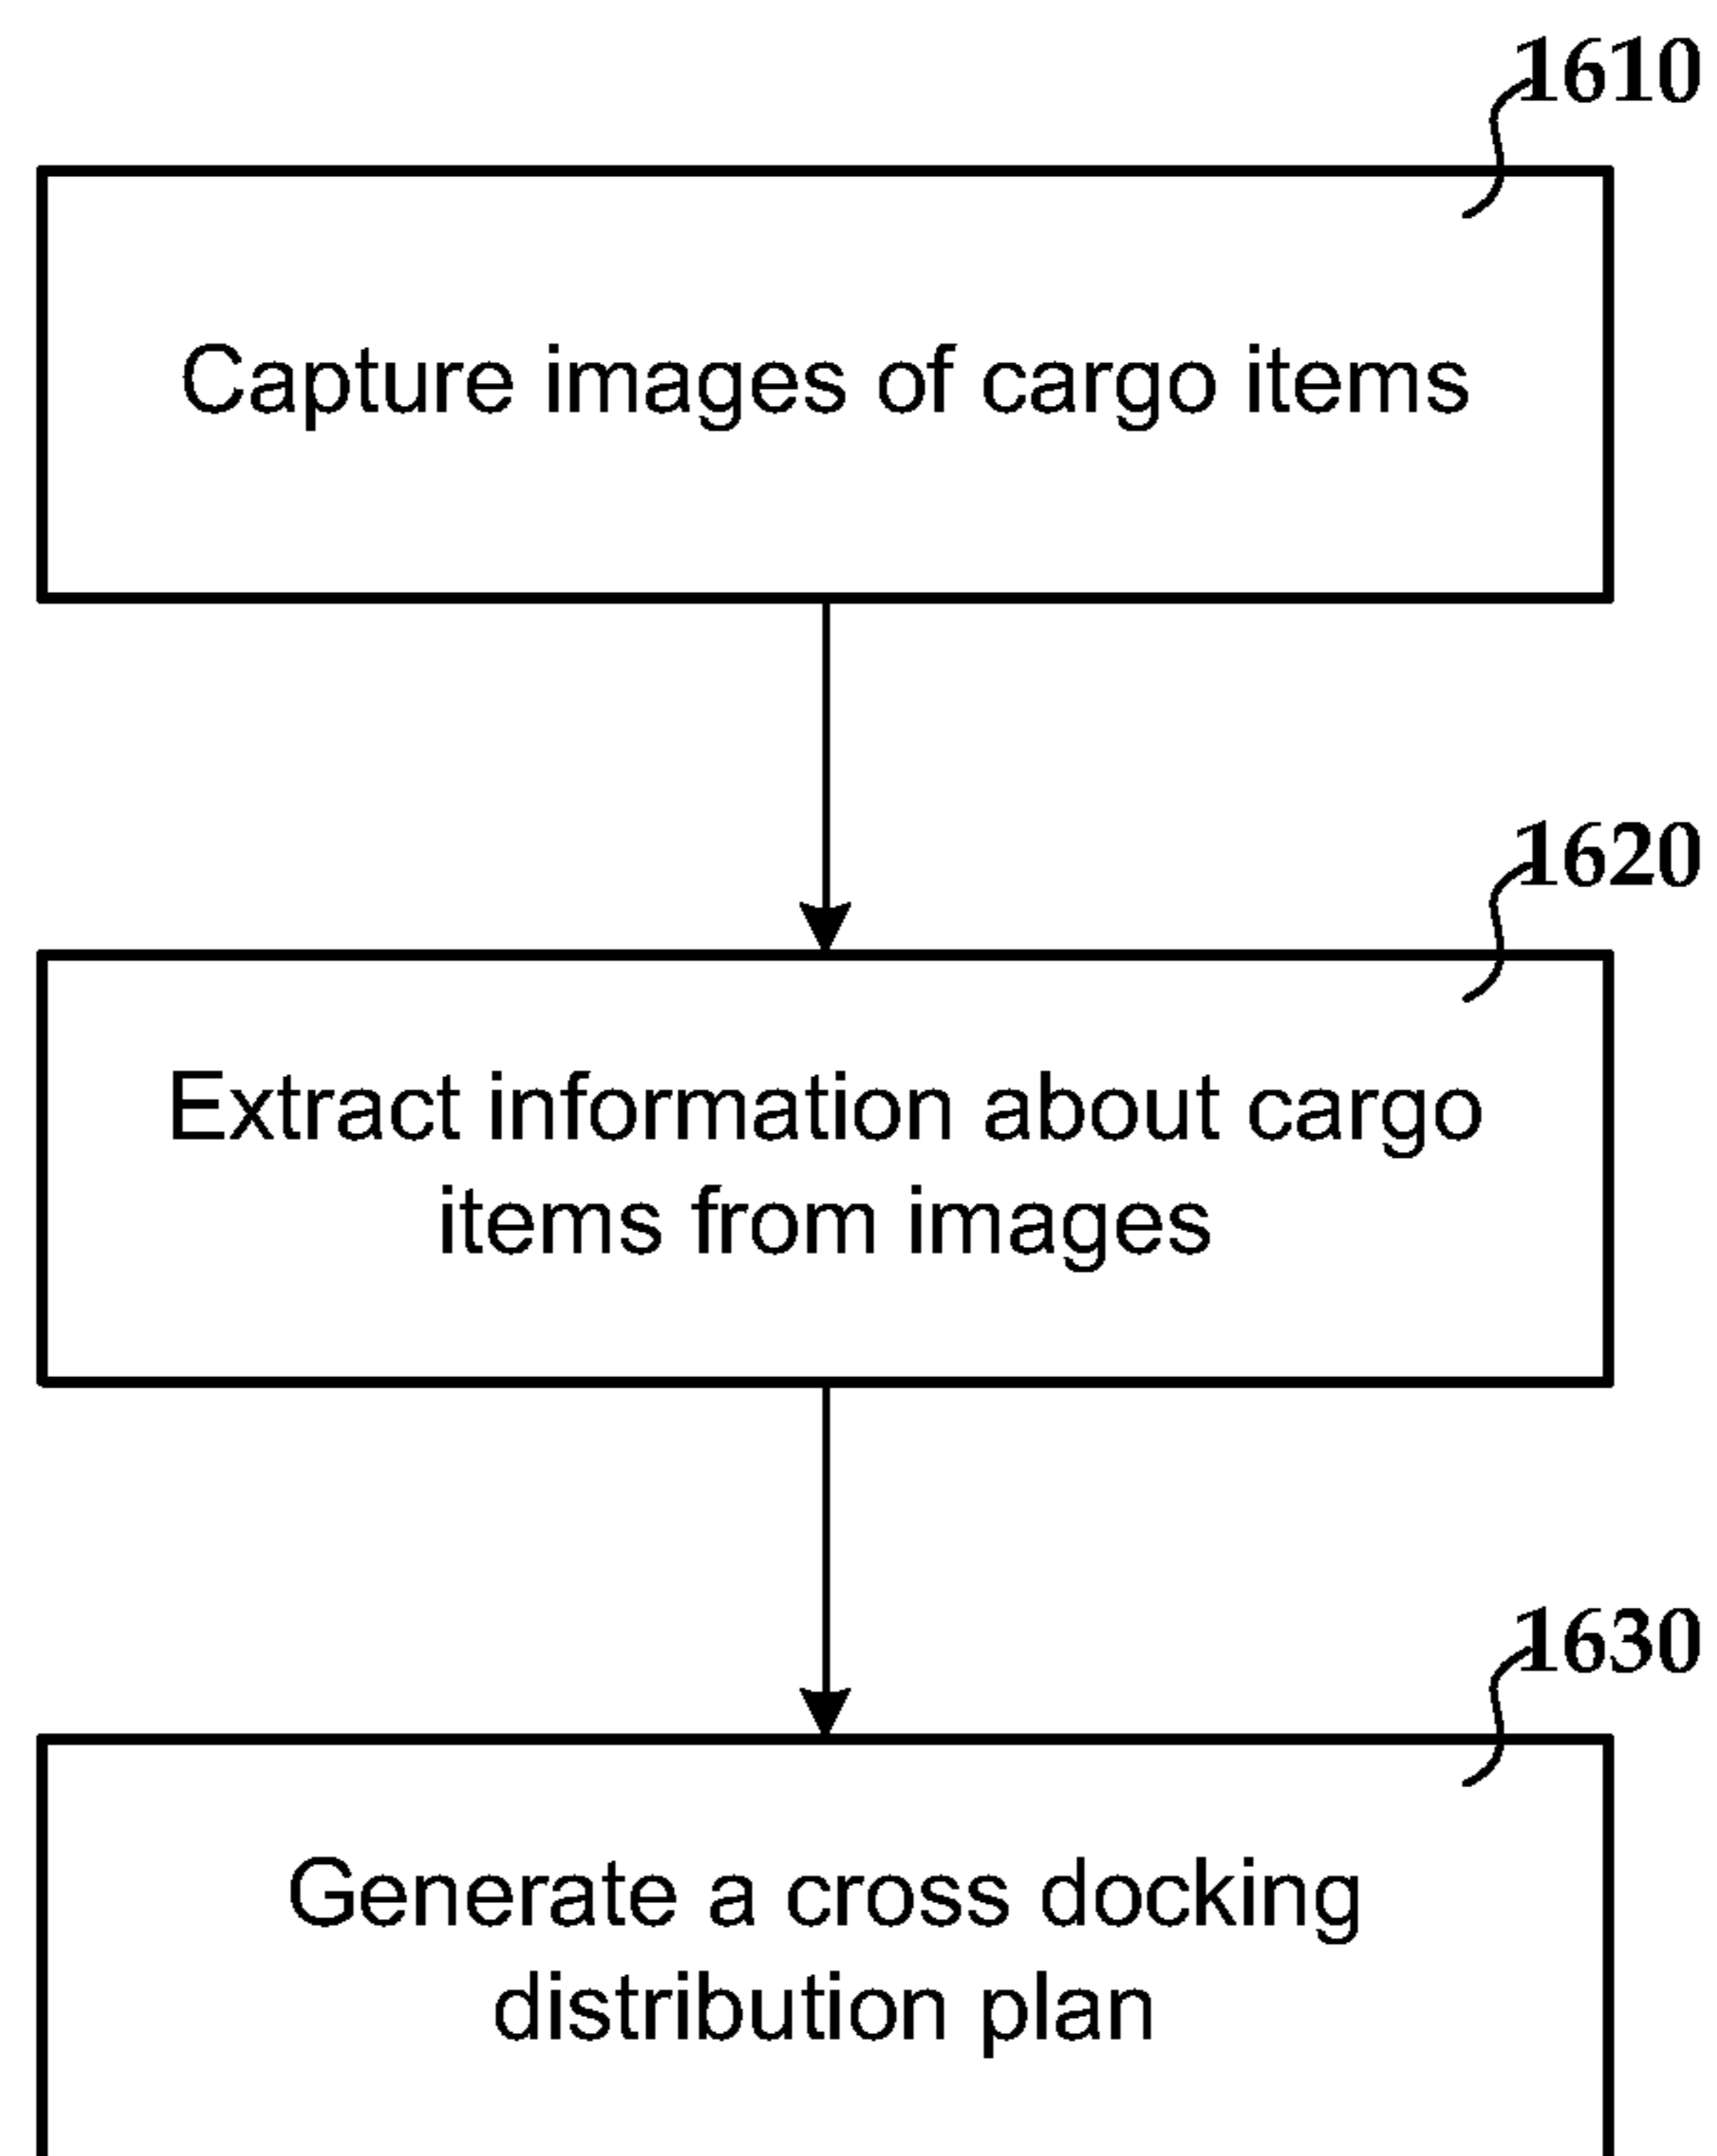 1610
Capture images of cargo items
1620
Extract information about cargo
items from images
1630
Generate a cross docking
distribution plan